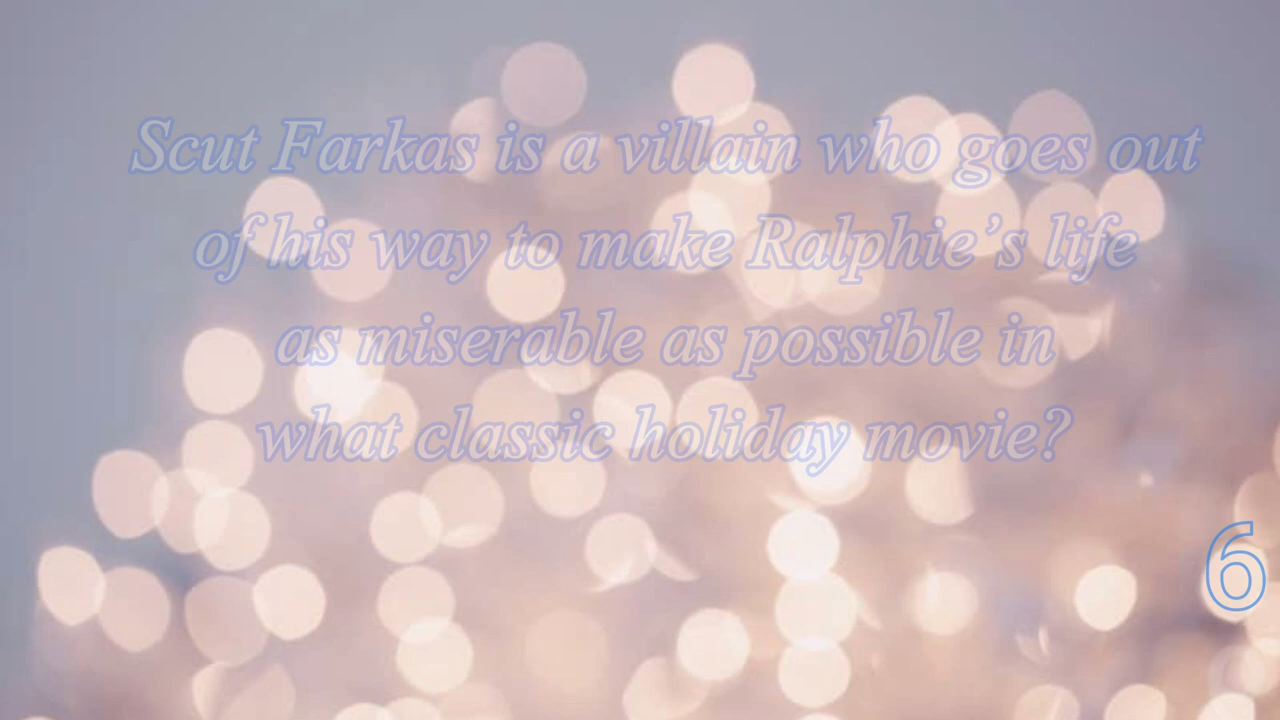 Scut Farkas is a villain who goes out
of his way to make Ralphie’s life
as miserable as possible in
what classic holiday movie?
6